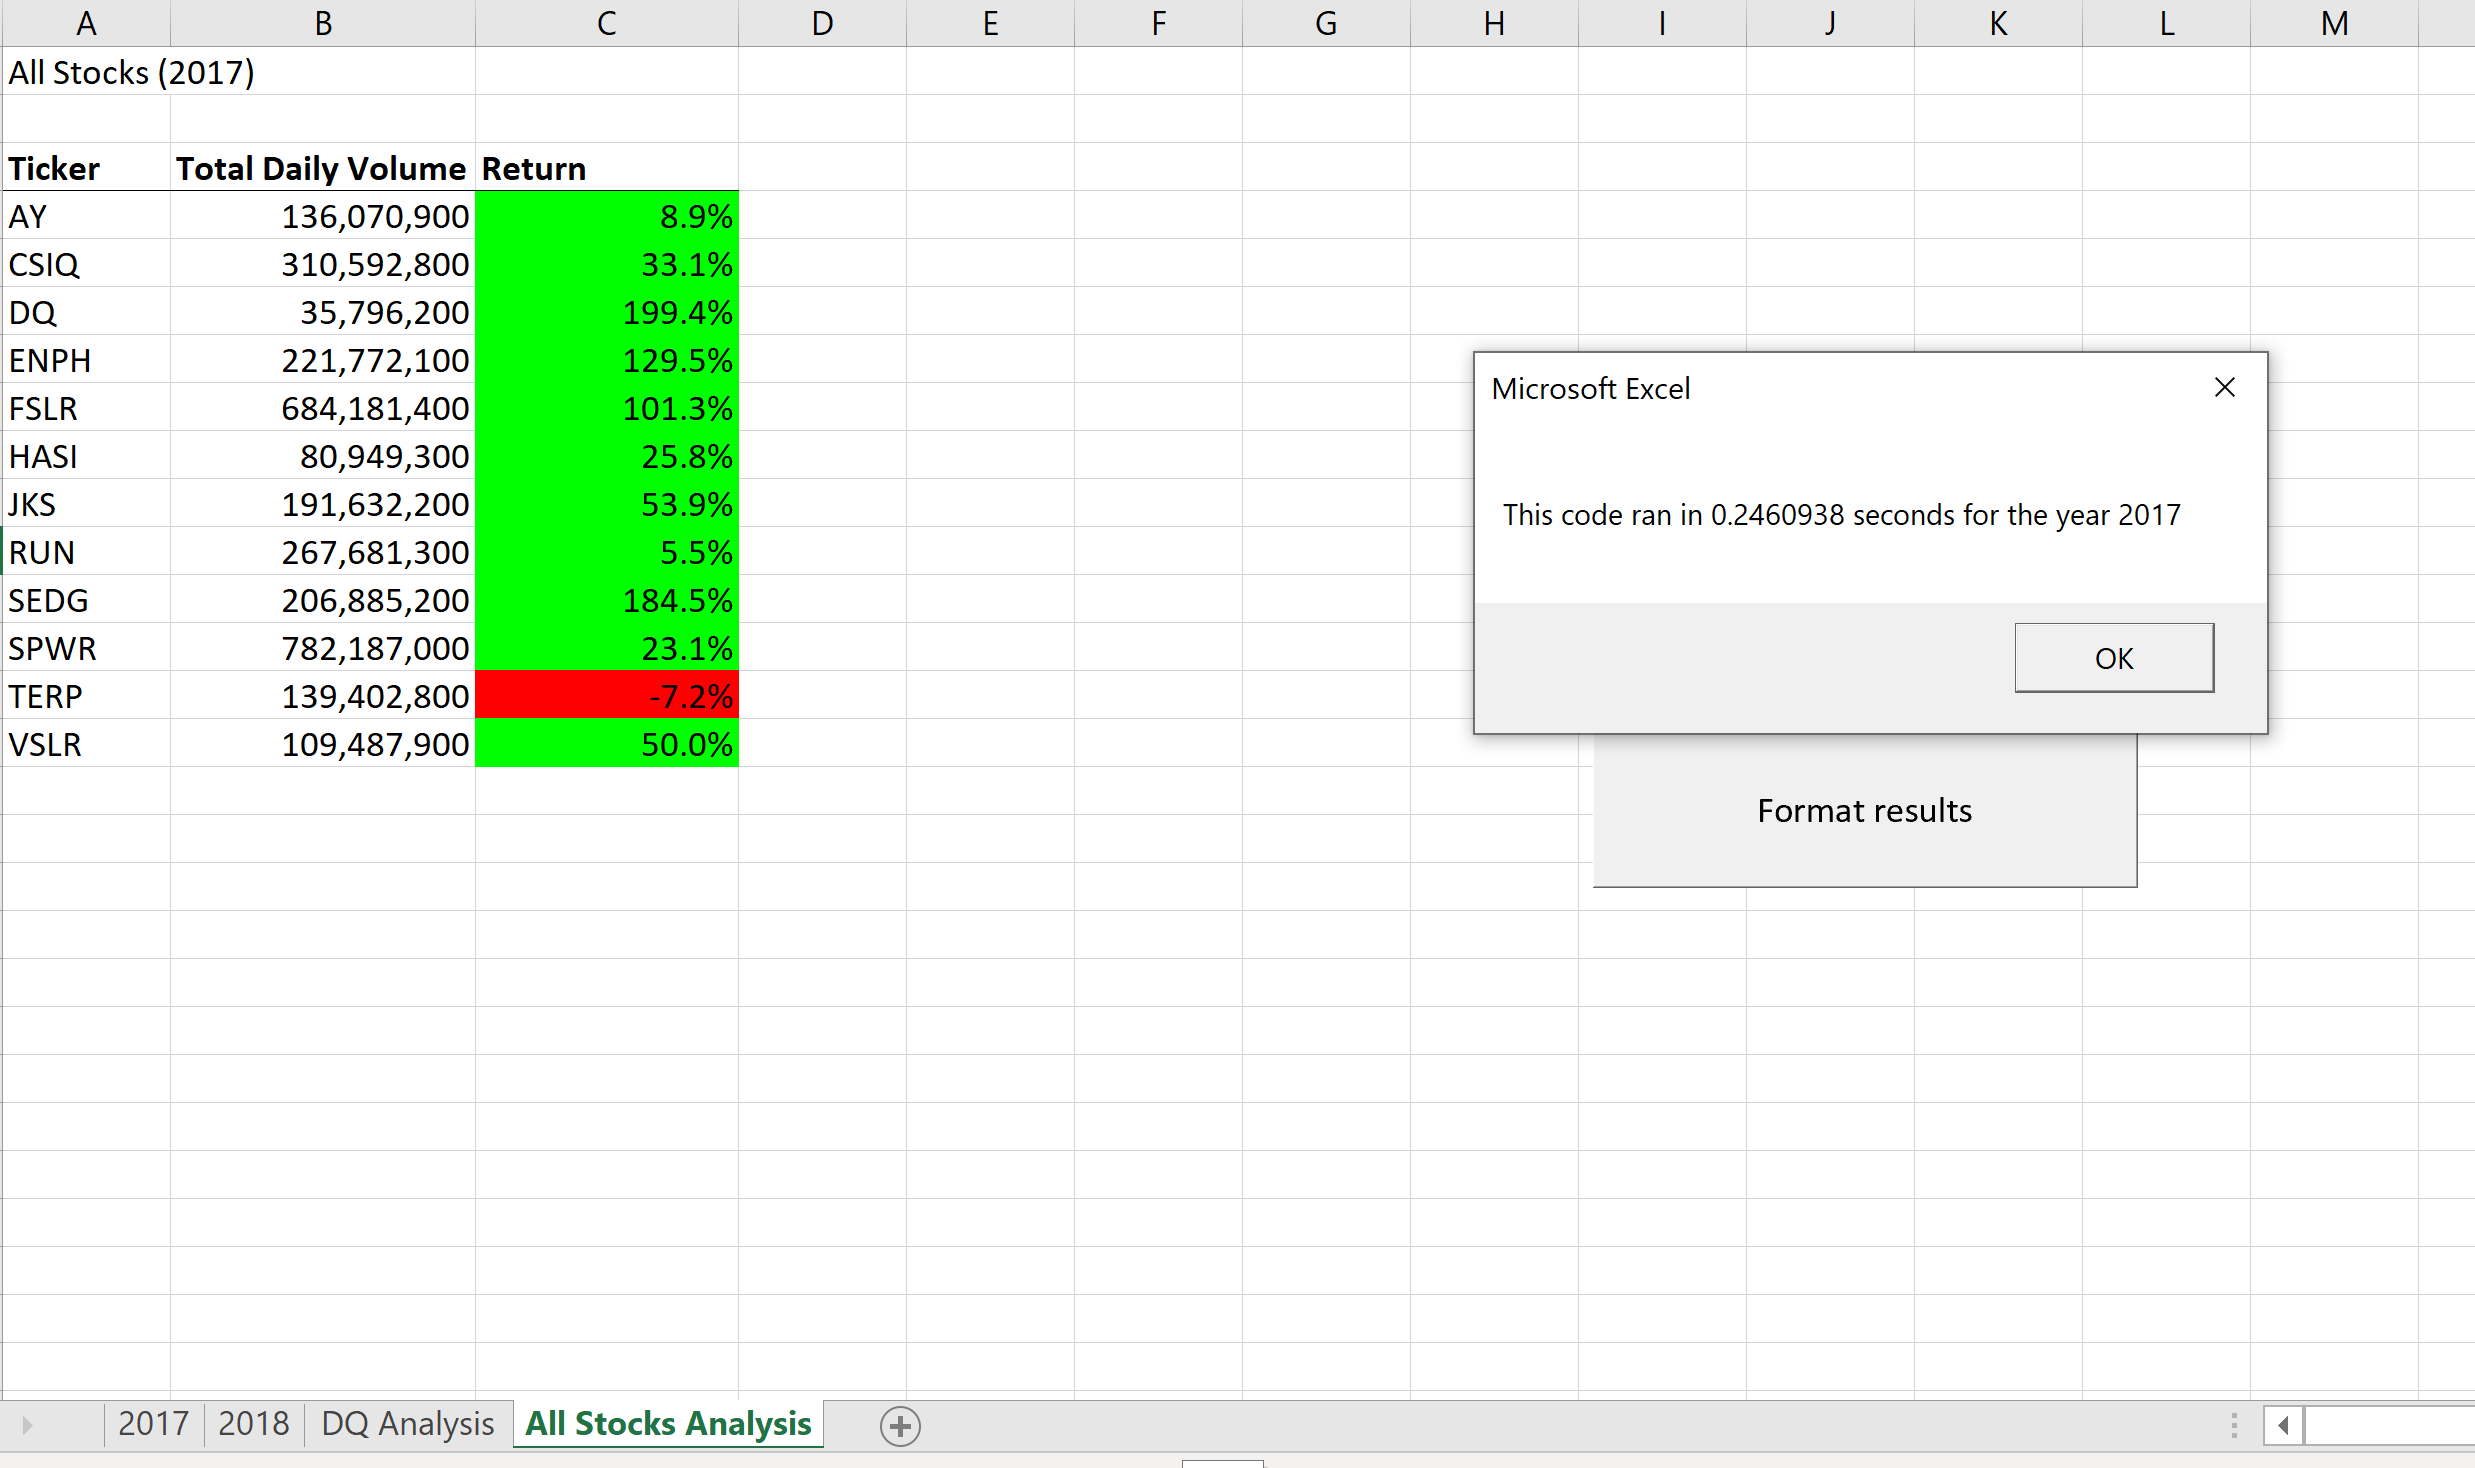 A B C D E F G H I J K L M
All Stocks (2017)
Ticker Total Daily Volume Return
AY 136,070,900 8.9%
CSIQ 310,592,800 33.1%
DQ 35,796,200 199.4%
ENPH 221,772,100 129.5%
FSLR 684,181,400 101.3%
HASI 80,949,300 25.8%
JKS 191,632,200 53.9%
RUN 267,681,300 5.5%
SEDG 206,885,200 184.5%
SPWR 782,187,000 23.1%
TERP 139,402,800 -7.2%
VSLR 109,487,900 50.0%
Microsoft Excel
This code ran in 0.2460938 seconds for the year 2017
OK
Format results
2017 2018 DQ Analysis All Stocks Analysis